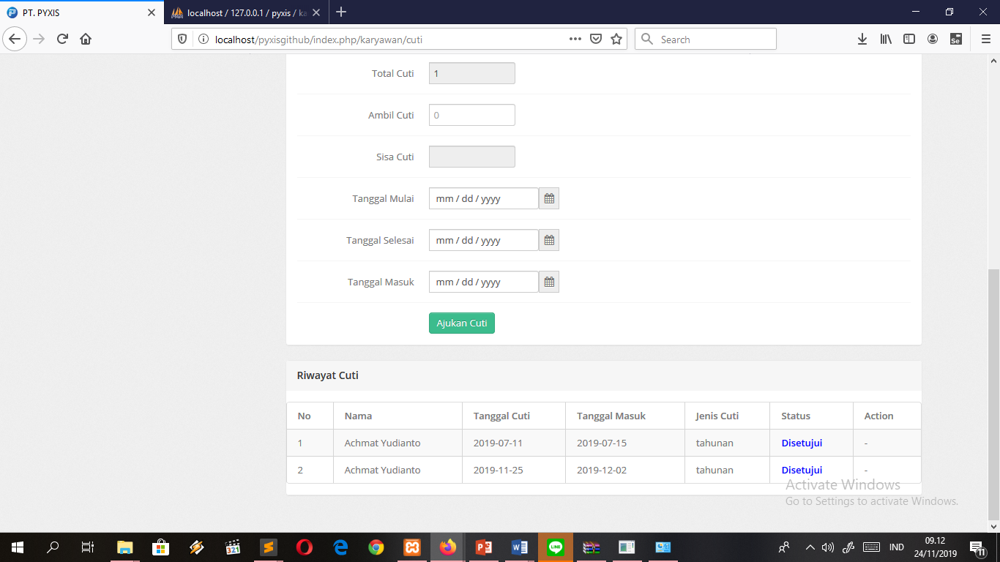 PT. PYXIS
localhost / 127.0.0.1 / pyxis / ka
localhost/pyxisgithub/index.php/karyawan/cuti
Search
Total Cuti 1
Ambil Cuti 0
Sisa Cuti
Tanggal Mulai mm / dd / yyyy
Tanggal Selesai mm / dd / yyyy
Tanggal Masuk mm / dd / yyyy
Ajukan Cuti
Riwayat Cuti
No Nama Tanggal Cuti Tanggal Masuk Jenis Cuti Status Action
1 Achmat Yudianto 2019-07-11 2019-07-15 tahunan Disetujui -
2 Achmat Yudianto 2019-11-25 2019-12-02 tahunan Disetujui -
Activate Windows
Go to Settings to activate Windows.
IND
09.12
24/11/2019
11